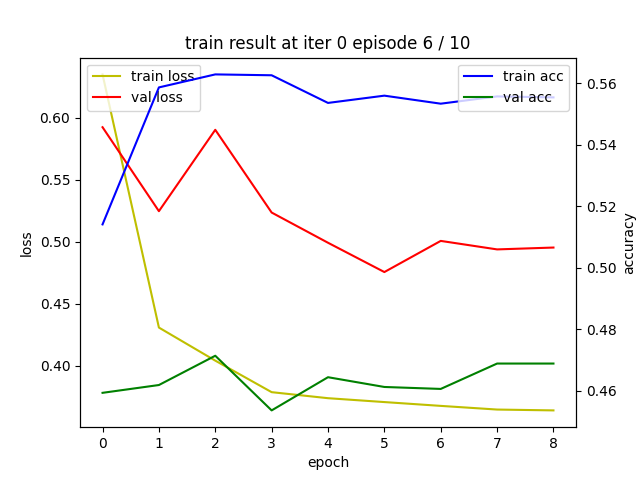 train result at iter 0 episode 6 / 10
train loss
val loss
train acc
val acc
0.60
0.55
0.50
0.45
0.40
loss
0.56
0.54
0.52
0.50
0.48
0.46
accuracy
0 1 2 3 4 5 6 7 8
epoch